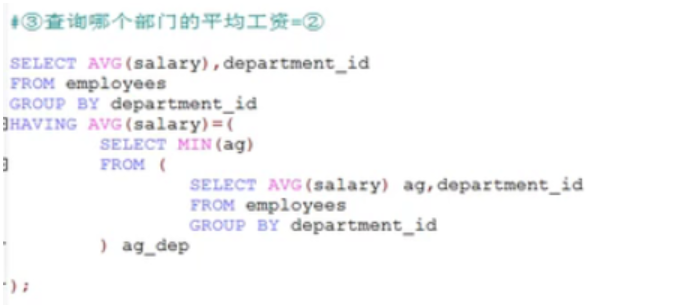 #③查询哪个部门的平均工资=②
SELECT AVG(salary),department_id
FROM employees
GROUP BY department_id
HAVING AVG(salary)=(
SELECT MIN(ag)
FROM (
SELECT AVG(salary) ag,department_id
FROM employees
GROUP BY department_id
) ag_dep
);